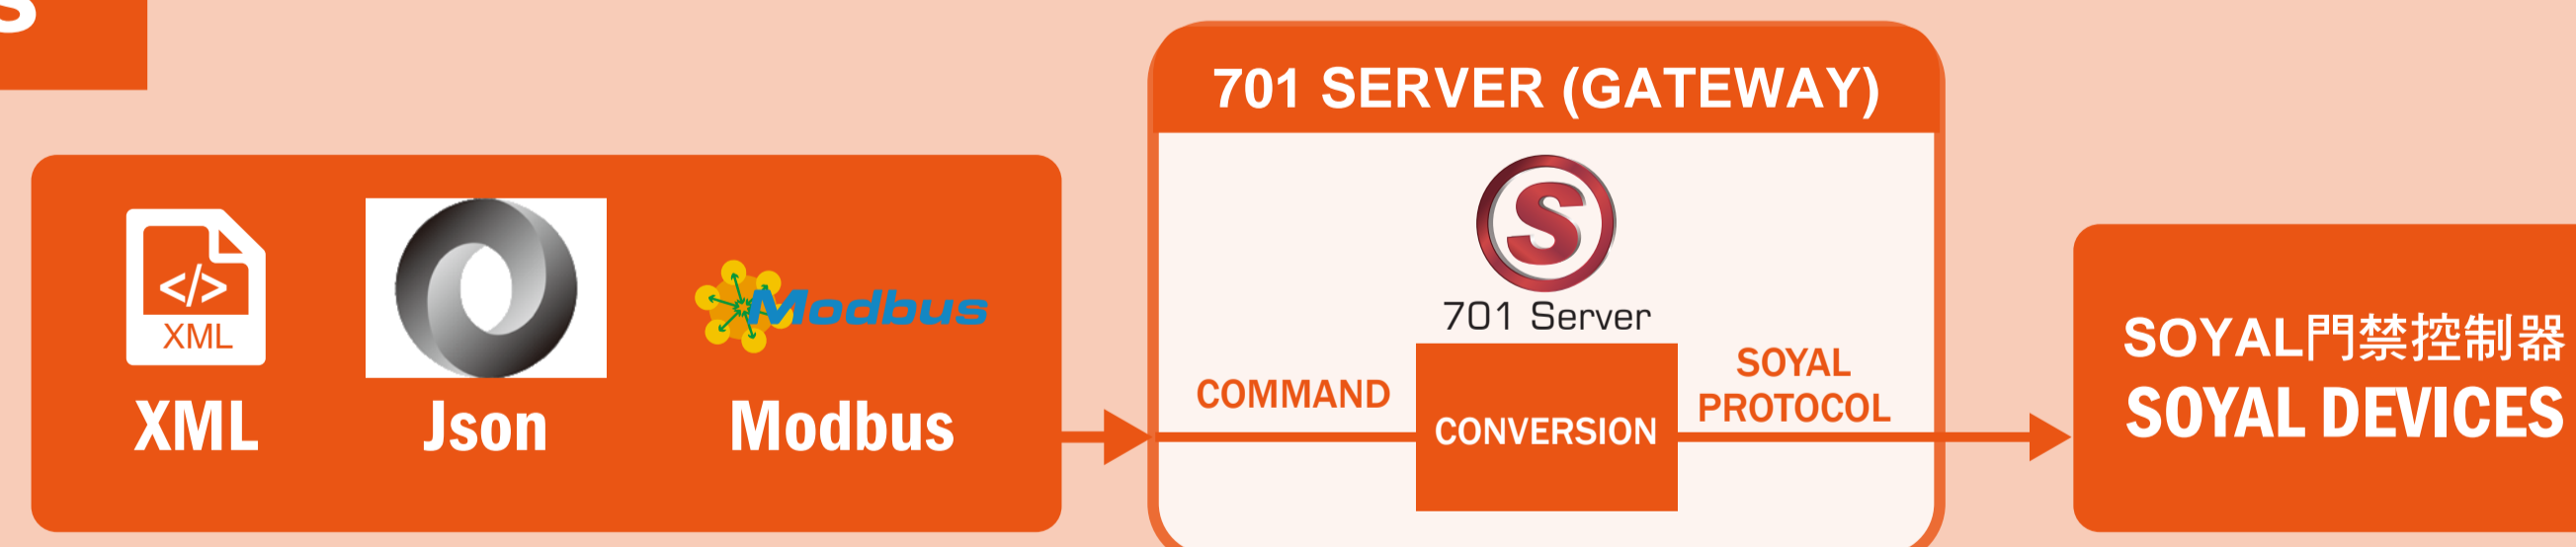 S
701 SERVER (GATEWAY)
</>
XML
Modbus
XML
Json
Modbus
S
701 Server
COMMAND
CONVERSION
SOYAL
PROTOCOL
SOYAL門禁控制器
SOYAL DEVICES